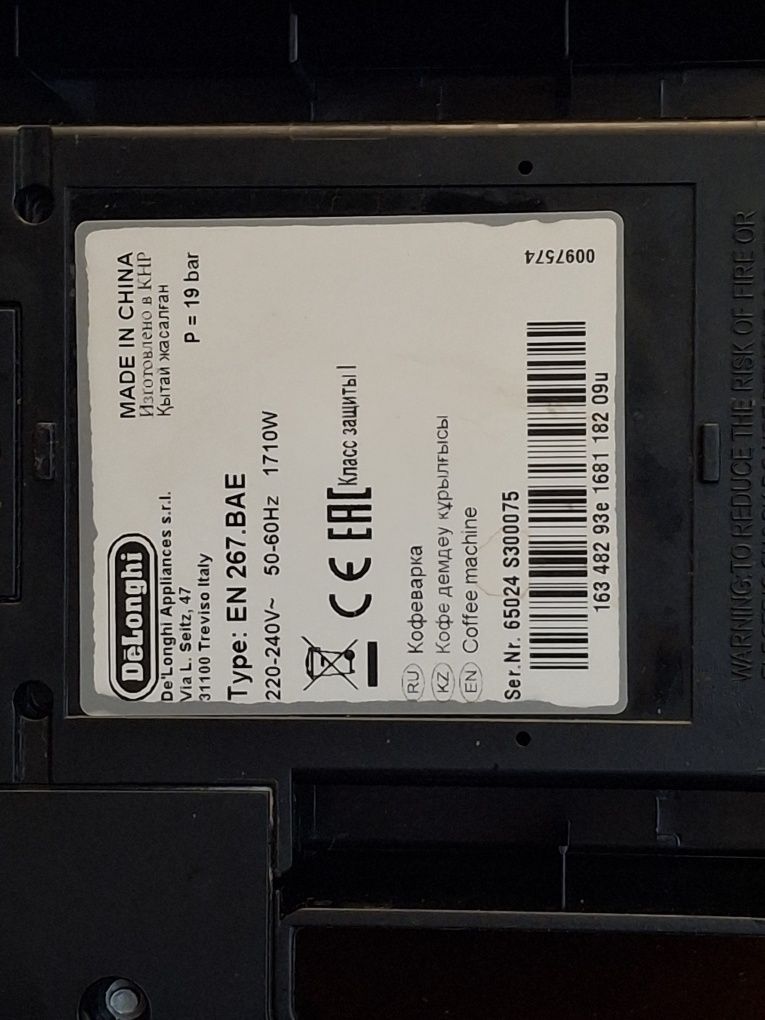 DeLonghi
MADE IN CHINA
Изготовлено в КНР
Қытай жасалған
De'Longhi Appliances s.r.l.
Via L. Seitz, 47
31100 Treviso Italy
P = 19 bar
Type: EN 267.BAE
220-240V~ 50-60Hz 1710W
CE EAC Класс защиты I
RU Кофеварка
KZ Кофе демдеу құрылғысы
EN Coffee machine
Ser.Nr. 65024 S300075
163 482 93e 1681 182 09u
0097574
WARNING:TO REDUCE THE RISK OF FIRE OR